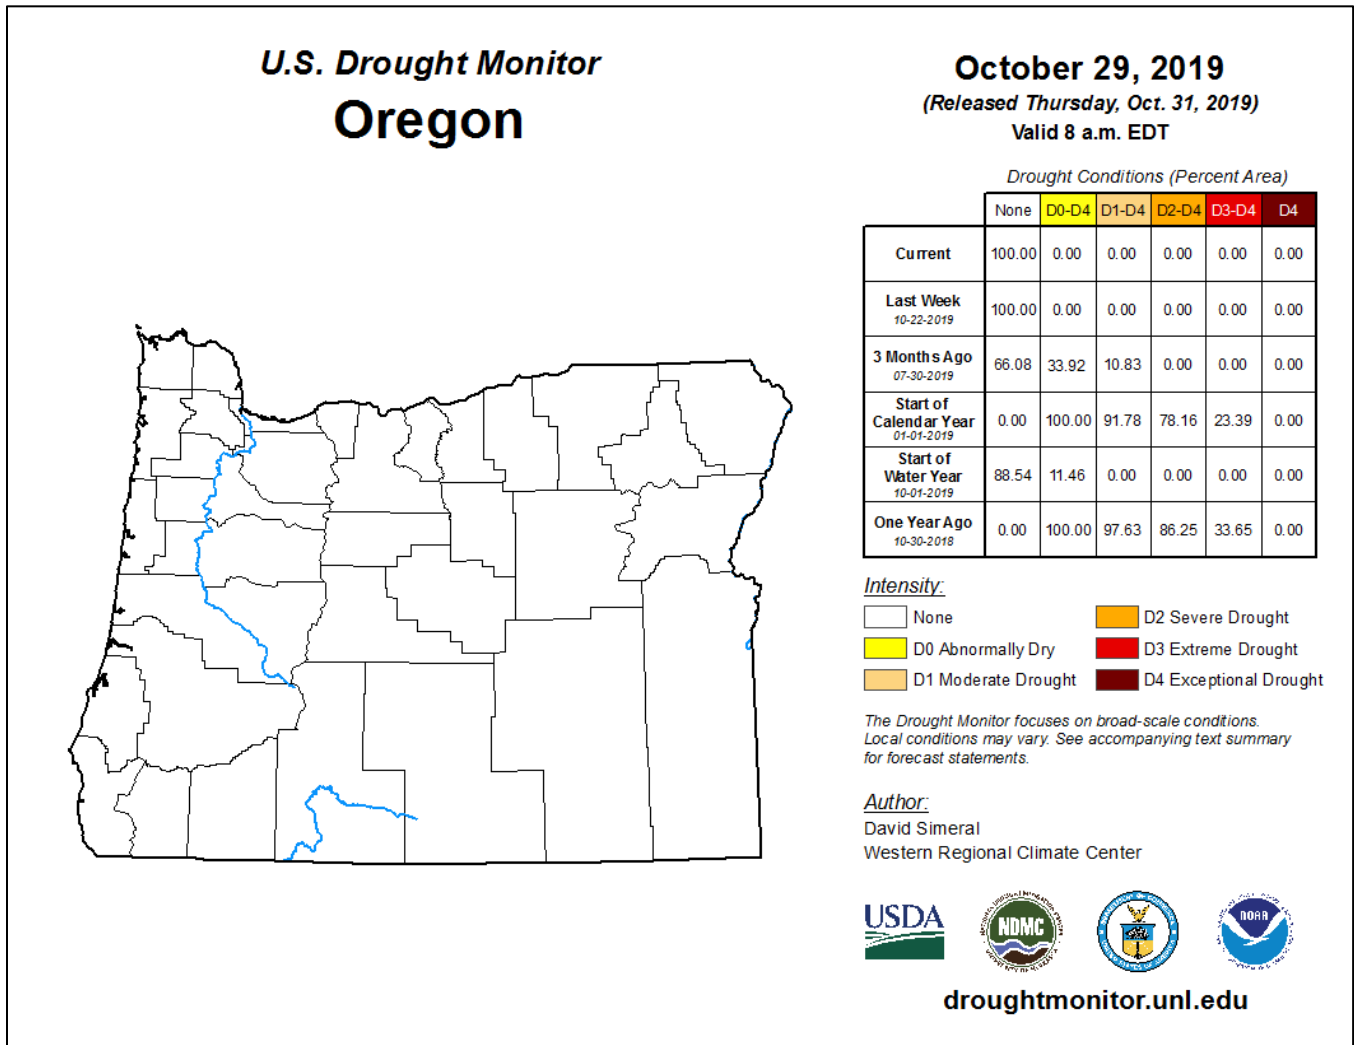 U.S. Drought Monitor
Oregon
October 29, 2019
(Released Thursday, Oct. 31, 2019)
Valid 8 a.m. EDT
Drought Conditions (Percent Area)
None D0-D4 D1-D4 D2-D4 D3-D4 D4
Current 100.00 0.00 0.00 0.00 0.00 0.00
Last Week
10-22-2019 100.00 0.00 0.00 0.00 0.00 0.00
3 Months Ago
07-30-2019 66.08 33.92 10.83 0.00 0.00 0.00
Start of
Calendar Year
01-01-2019 0.00 100.00 91.78 78.16 23.39 0.00
Start of
Water Year
10-01-2019 88.54 11.46 0.00 0.00 0.00 0.00
One Year Ago
10-30-2018 0.00 100.00 97.63 86.25 33.65 0.00
Intensity:
None
D0 Abnormally Dry
D1 Moderate Drought
D2 Severe Drought
D3 Extreme Drought
D4 Exceptional Drought
The Drought Monitor focuses on broad-scale conditions.
Local conditions may vary. See accompanying text summary
for forecast statements.
Author:
David Simeral
Western Regional Climate Center
USDA
NDMC
NOAA
droughtmonitor.unl.edu